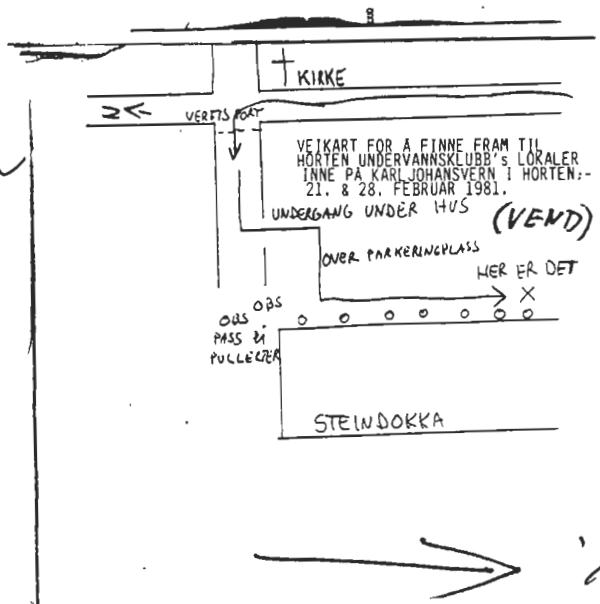 KIRKE
VERFTSPORT
VEIKART FOR Å FINNE FRAM TIL
HORTEN UNDERVANNSKLUBB's LOKALER
INNE PÅ KARLJOHANSVERN I HORTEN:-
21. & 28. FEBRUAR 1981.
UNDERGANG UNDER HUS
(VEND)
OVER PARKERINGPLASS
HER ER DET
X
OBS OBS
PASS PÅ
PULLERTER
STEINDOKKA